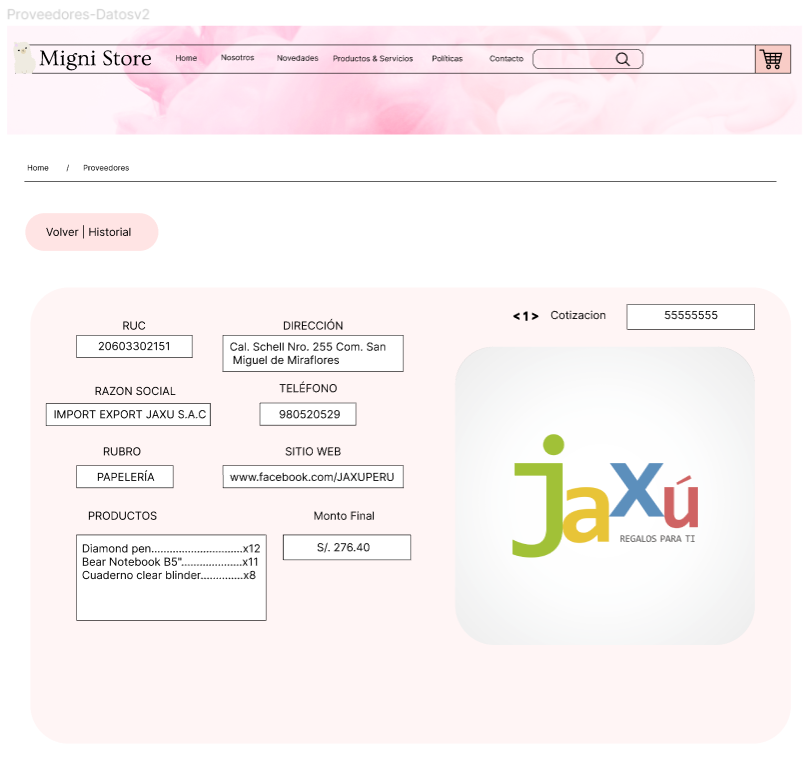 Proveedores-Datosv2
Migni Store
Home
Nosotros
Novedades
Productos & Servicios
Políticas
Contacto
Home / Proveedores
Volver | Historial
<1> Cotizacion 55555555
RUC
20603302151
DIRECCIÓN
Cal. Schell Nro. 255 Com. San
Miguel de Miraflores
RAZON SOCIAL
IMPORT EXPORT JAXU S.A.C
TELÉFONO
980520529
RUBRO
PAPELERÍA
SITIO WEB
www.facebook.com/JAXUPERU
PRODUCTOS
Diamond pen............................x12
Bear Notebook B5"...................x11
Cuaderno clear blinder.............x8
Monto Final
S/. 276.40
jaxú
REGALOS PARA TI